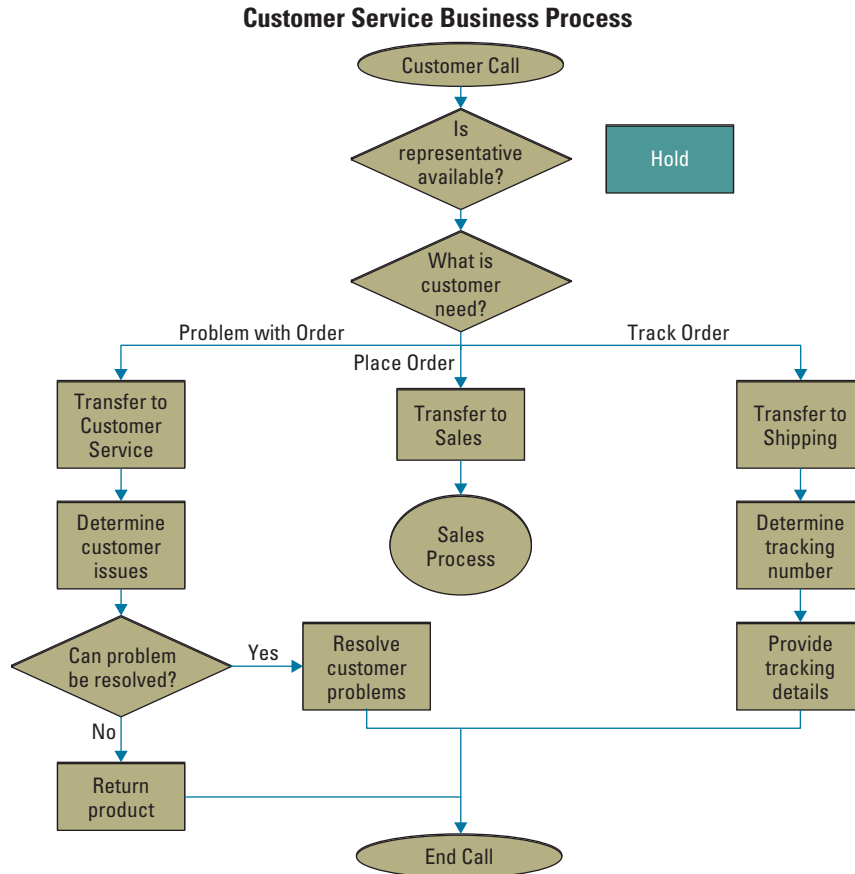 Customer Service Business Process
Customer Call
Is
representative
available?
Hold
What is
customer
need?
Problem with Order
Place Order
Track Order
Transfer to
Customer
Service
Transfer to
Sales
Transfer to
Shipping
Determine
customer
issues
Sales
Process
Determine
tracking
number
Can problem
be resolved?
Yes
Resolve
customer
problems
Provide
tracking
details
No
Return
product
End Call